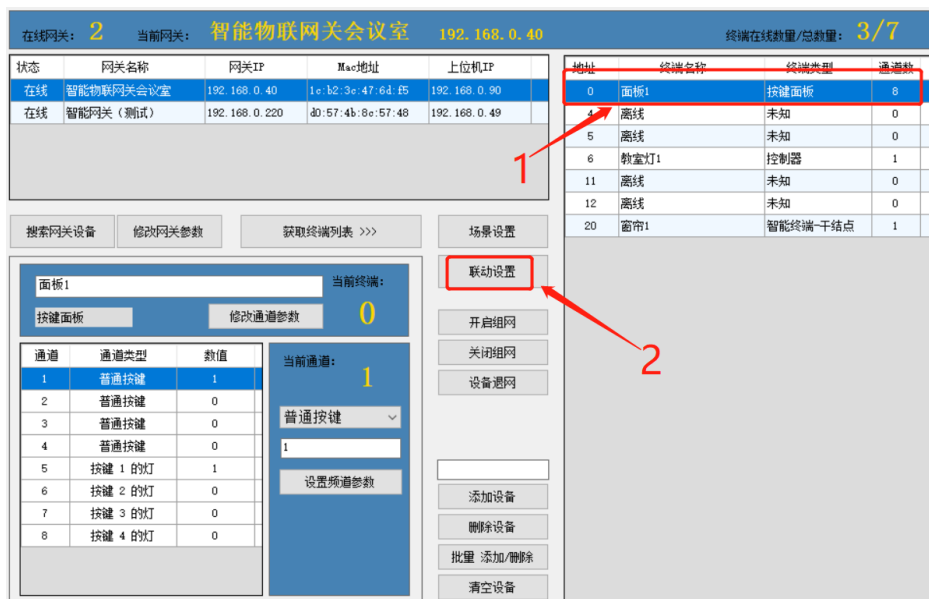 在线网关: 2 当前网关: 智能物联网关会议室 192.168.0.40 终端在线数量/总数量: 3/7
状态 网关名称 网关IP Mac地址 上位机IP
在线 智能物联网关会议室 192.168.0.40 1c:b2:3c:47:6d:f5 192.168.0.90
在线 智能网关（测试） 192.168.0.220 d0:57:4b:8c:57:48 192.168.0.49
地址 终端名称 终端类型 通道数
0 面板1 按键面板 8
4 离线 未知 0
5 离线 未知 0
6 教室灯1 控制器 1
11 离线 未知 0
12 离线 未知 0
20 窗帘1 智能终端-干结点 1
1
搜索网关设备 修改网关参数 获取终端列表 >>> 场景设置
联动设置
2
开启组网
关闭组网
设备退网
面板1 当前终端:
按键面板 修改通道参数 0
通道 通道类型 数值
1 普通按键 1
2 普通按键 0
3 普通按键 0
4 普通按键 0
5 按键 1 的灯 1
6 按键 2 的灯 0
7 按键 3 的灯 0
8 按键 4 的灯 0
当前通道:
1
普通按键
1
设置频道参数
添加设备
删除设备
批量 添加/删除
清空设备